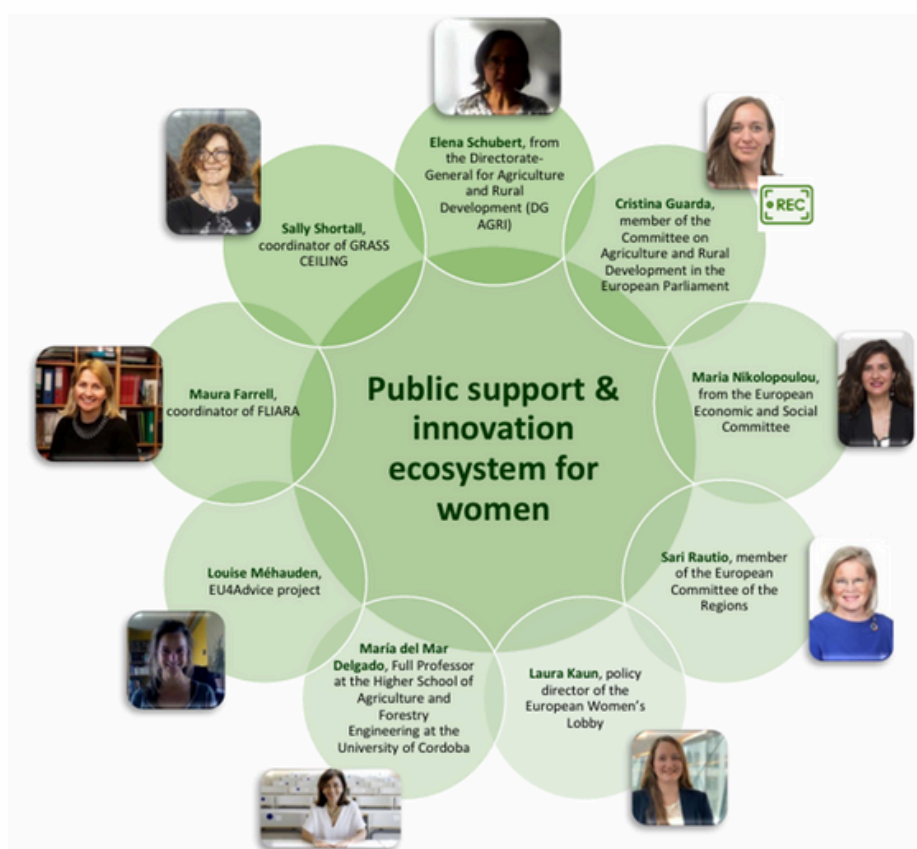 Elena Schubert, from
the Directorate-
General for Agriculture
and Rural
Development (DG
AGRI)
Cristina Guarda,
member of the
Committee on
Agriculture and Rural
Development in the
European Parliament
REC
Maria Nikolopoulou,
from the European
Economic and Social
Committee
Sari Rautio, member
of the European
Committee of the
Regions
Laura Kaun, policy
director of the
European Women's
Lobby
María del Mar
Delgado, Full Professor
at the Higher School of
Agriculture and
Forestry
Engineering at the
University of Cordoba
Louise Méhauden,
EU4Advice project
Maura Farrell,
coordinator of FLIARA
Sally Shortall,
coordinator of GRASS
CEILING
Public support &
innovation
ecosystem for
women